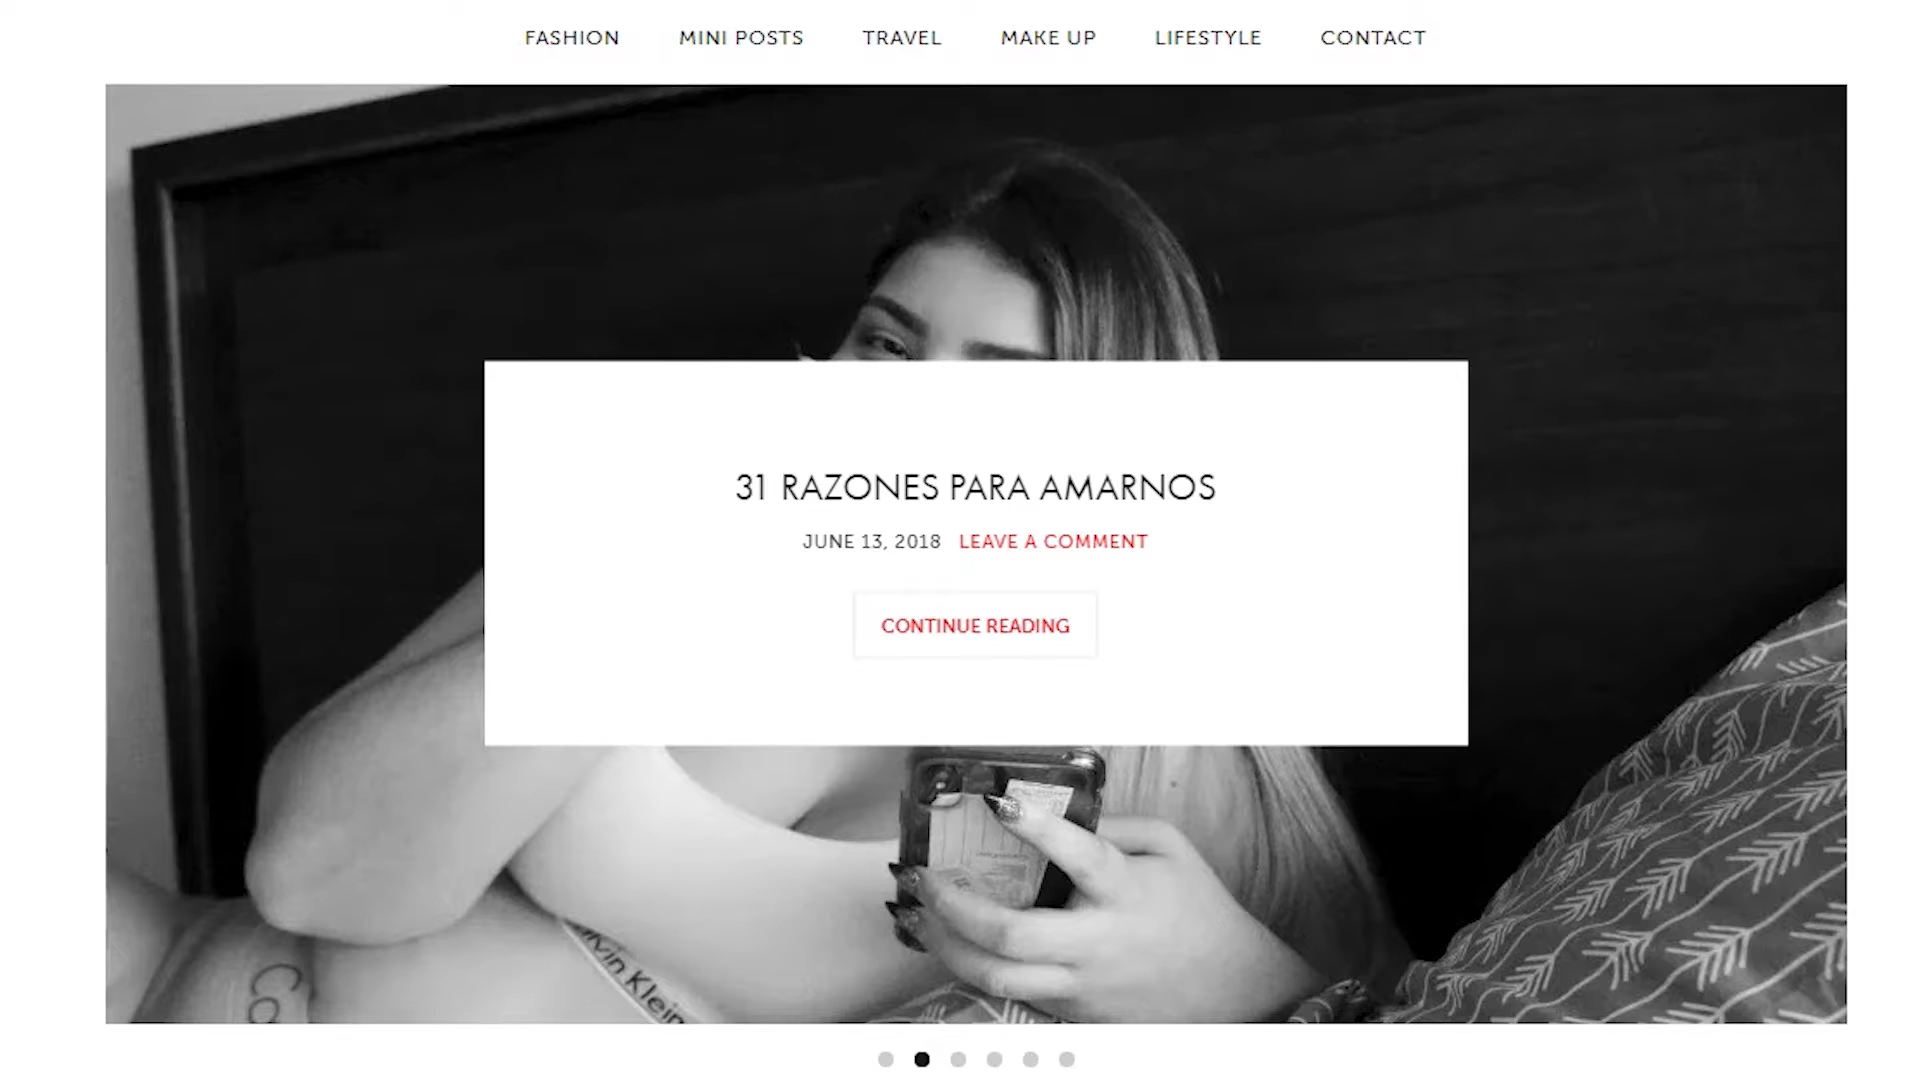 FASHION MINI POSTS TRAVEL MAKE UP LIFESTYLE CONTACT
31 RAZONES PARA AMARNOS
JUNE 13, 2018 LEAVE A COMMENT
CONTINUE READING
Klein